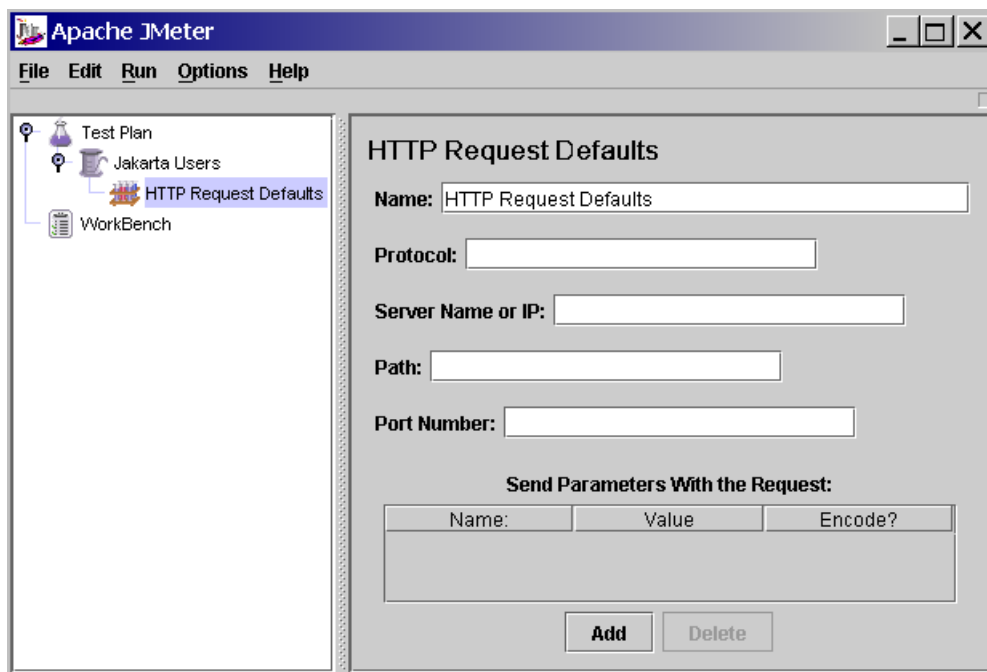 Apache JMeter
File Edit Run Options Help
Test Plan
Jakarta Users
HTTP Request Defaults
WorkBench
HTTP Request Defaults
Name: HTTP Request Defaults
Protocol:
Server Name or IP:
Path:
Port Number:
Send Parameters With the Request:
Name: Value Encode?
Add Delete